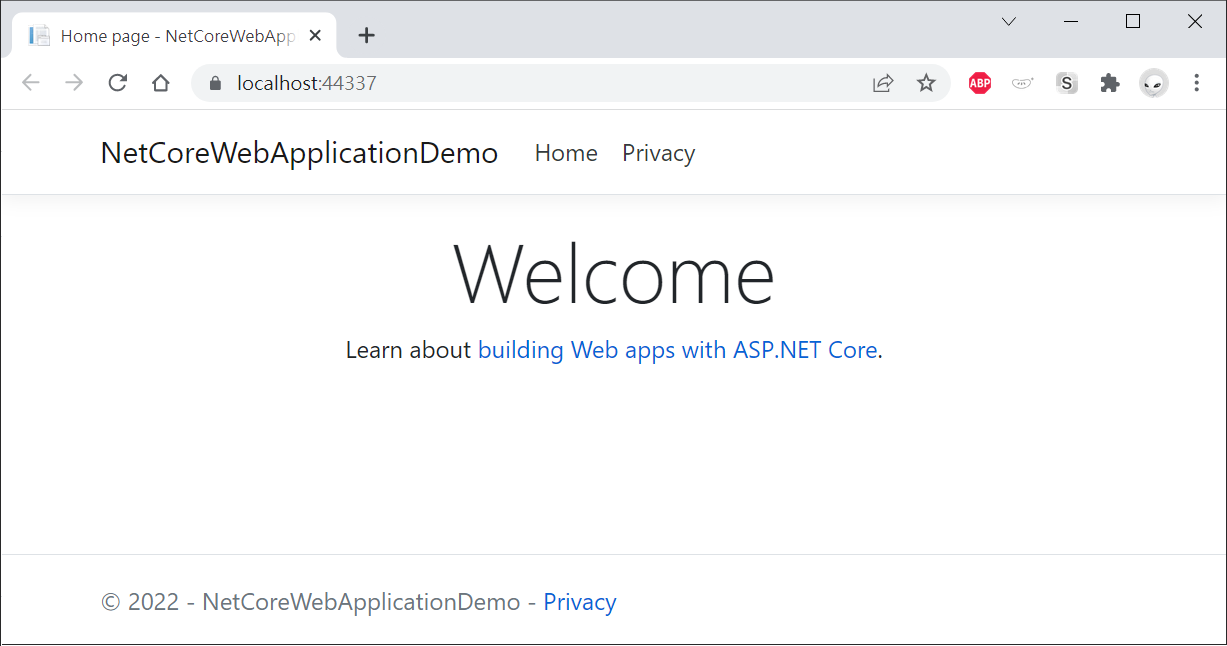 Home page - NetCoreWebApp
localhost:44337
ABP
S
NetCoreWebApplicationDemo Home Privacy
Welcome
Learn about building Web apps with ASP.NET Core.
© 2022 - NetCoreWebApplicationDemo - Privacy